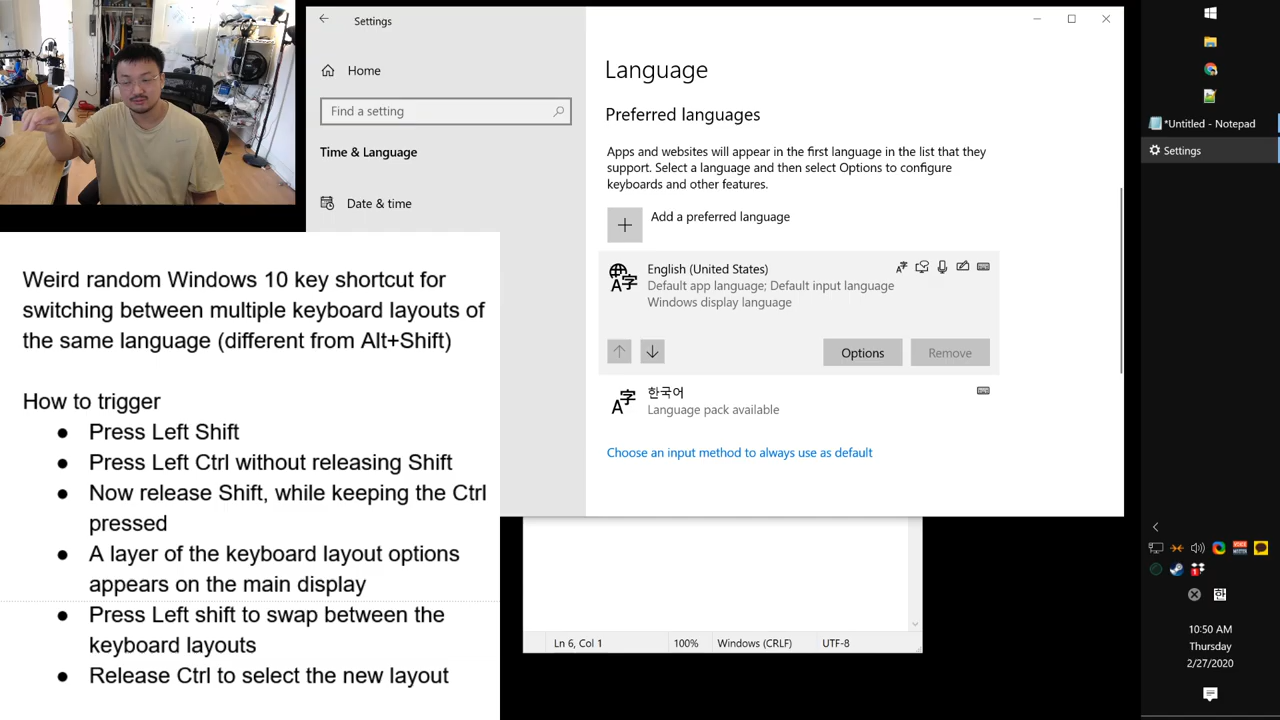 Settings
Home
Find a setting
Time & Language
Date & time
Language
Preferred languages
Apps and websites will appear in the first language in the list that they
support. Select a language and then select Options to configure
keyboards and other features.
Add a preferred language
English (United States)
Default app language; Default input language
Windows display language
Options
Remove
한국어
Language pack available
Choose an input method to always use as default
Weird random Windows 10 key shortcut for
switching between multiple keyboard layouts of
the same language (different from Alt+Shift)
How to trigger
● Press Left Shift
● Press Left Ctrl without releasing Shift
● Now release Shift, while keeping the Ctrl
pressed
● A layer of the keyboard layout options
appears on the main display
● Press Left shift to swap between the
keyboard layouts
● Release Ctrl to select the new layout
Ln 6, Col 1
100%
Windows (CRLF)
UTF-8
*Untitled - Notepad
Settings
10:50 AM
Thursday
2/27/2020